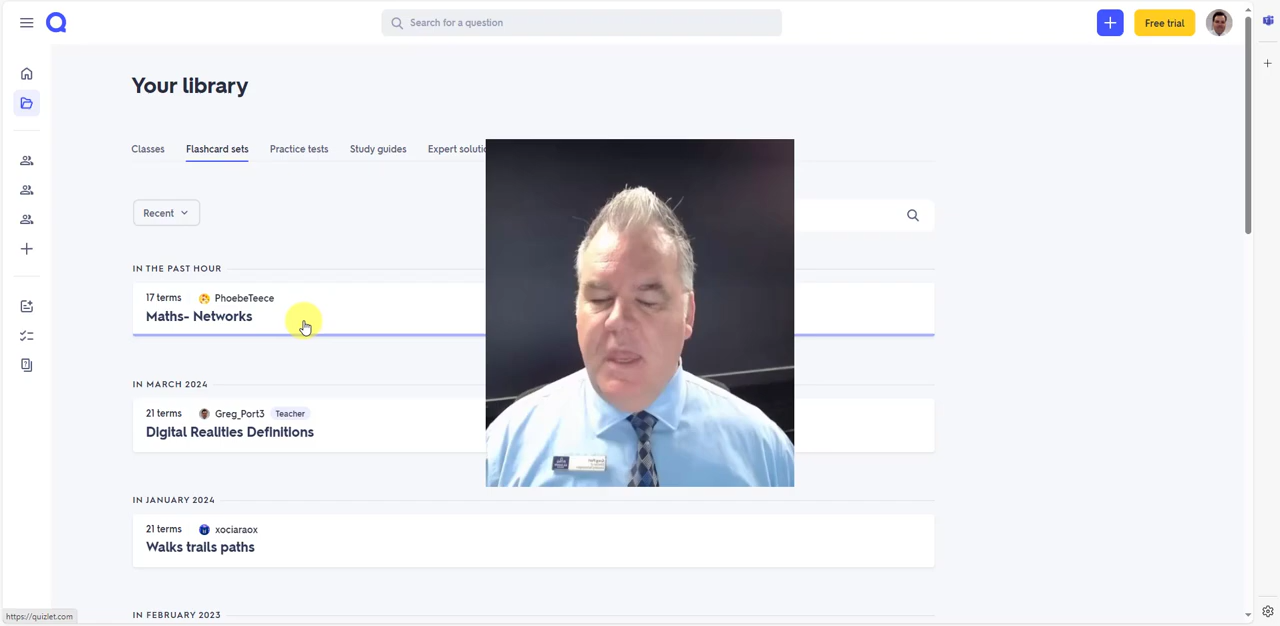 Search for a question
Free trial
Your library
Classes
Flashcard sets
Practice tests
Study guides
Expert
Recent
IN THE PAST HOUR
17 terms PhoebeTeece
Maths- Networks
IN MARCH 2024
21 terms Greg_Port3 Teacher
Digital Realities Definitions
IN JANUARY 2024
21 terms xociaraox
Walks trails paths
IN FEBRUARY 2023
https://quizlet.com